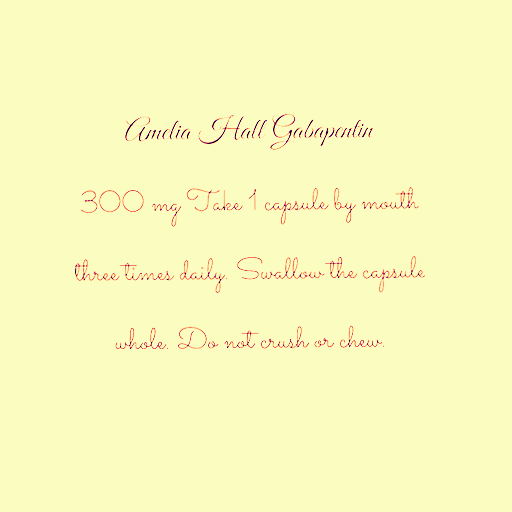 Amelia Hall Gabapentin
300 mg Take 1 capsule by mouth
three times daily. Swallow the capsule
whole. Do not crush or chew.